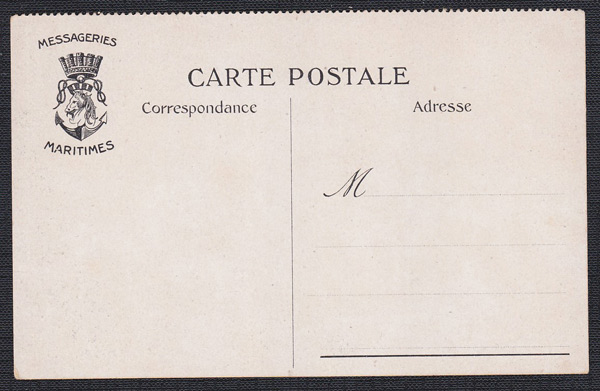 MESSAGERIES
MARITIMES
CARTE POSTALE
Correspondance
Adresse
M